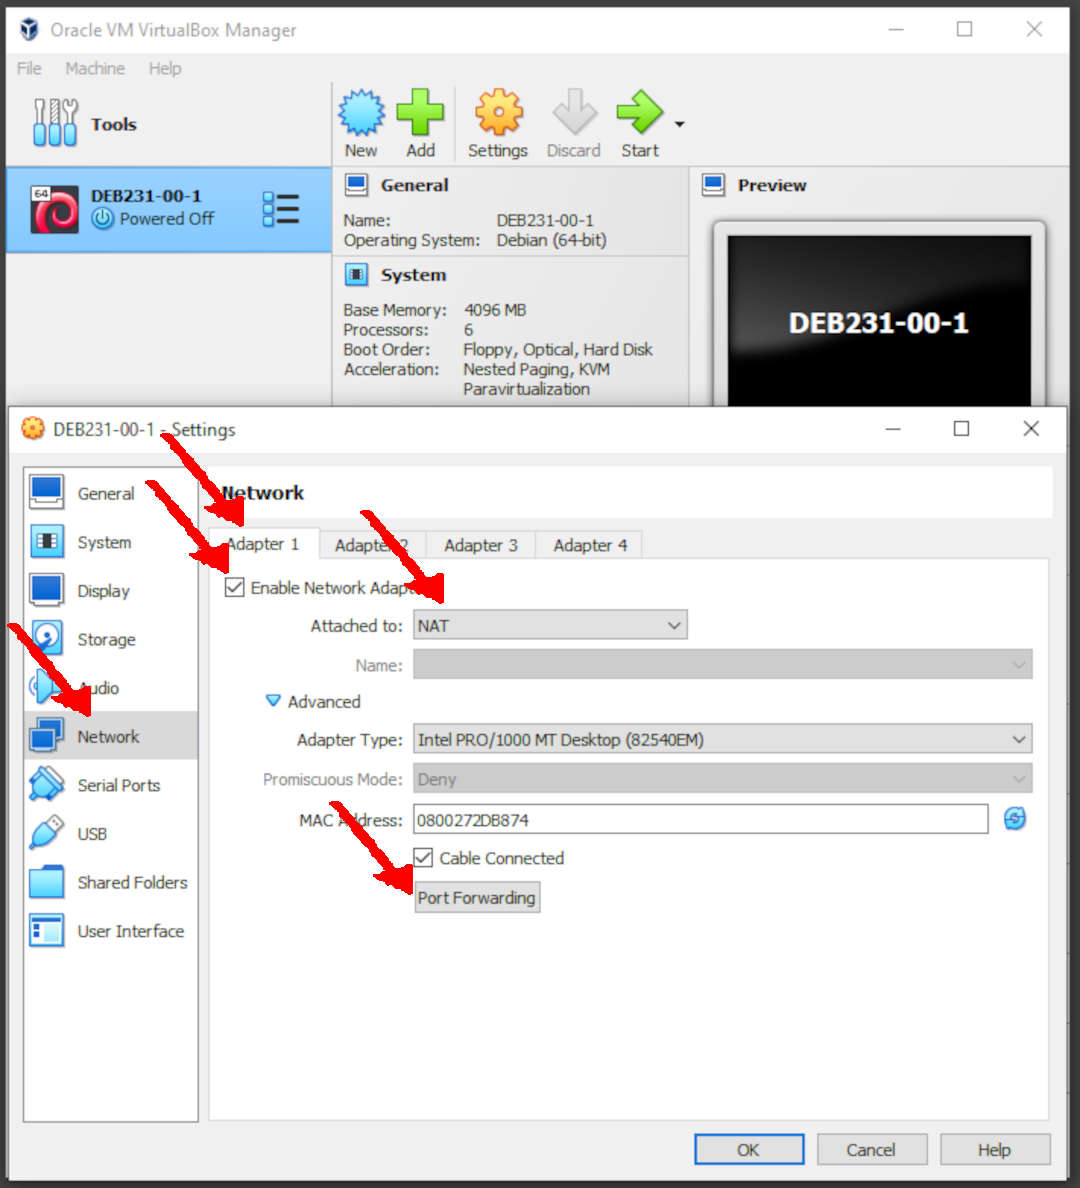 Oracle VM VirtualBox Manager
File Machine Help
Tools
New Add Settings Discard Start
64
DEB231-00-1
Powered Off
General
Name: DEB231-00-1
Operating System: Debian (64-bit)
System
Base Memory: 4096 MB
Processors: 6
Boot Order: Floppy, Optical, Hard Disk
Acceleration: Nested Paging, KVM
Paravirtualization
Preview
DEB231-00-1
DEB231-00-1 - Settings
General
System
Display
Storage
Audio
Network
Serial Ports
USB
Shared Folders
User Interface
Network
Adapter 1 Adapter 2 Adapter 3 Adapter 4
Enable Network Adapter
Attached to: NAT
Name:
Advanced
Adapter Type: Intel PRO/1000 MT Desktop (82540EM)
Promiscuous Mode: Deny
MAC Address: 0800272DB874
Cable Connected
Port Forwarding
OK Cancel Help